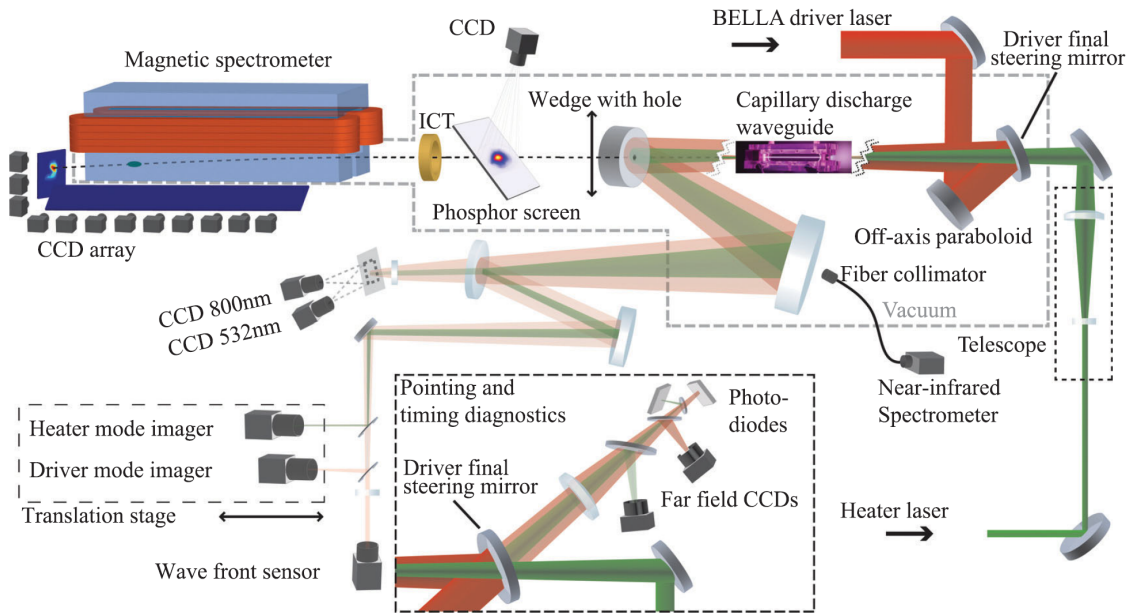 CCD
BELLA driver laser
Driver final
steering mirror
Magnetic spectrometer
Wedge with hole
Capillary discharge
waveguide
ICT
Phosphor screen
CCD array
Off-axis paraboloid
Fiber collimator
CCD 800nm
CCD 532nm
Vacuum
Telescope
Near-infrared
Spectrometer
Pointing and
timing diagnostics
Photo-
diodes
Heater mode imager
Driver mode imager
Driver final
steering mirror
Far field CCDs
Translation stage
Heater laser
Wave front sensor